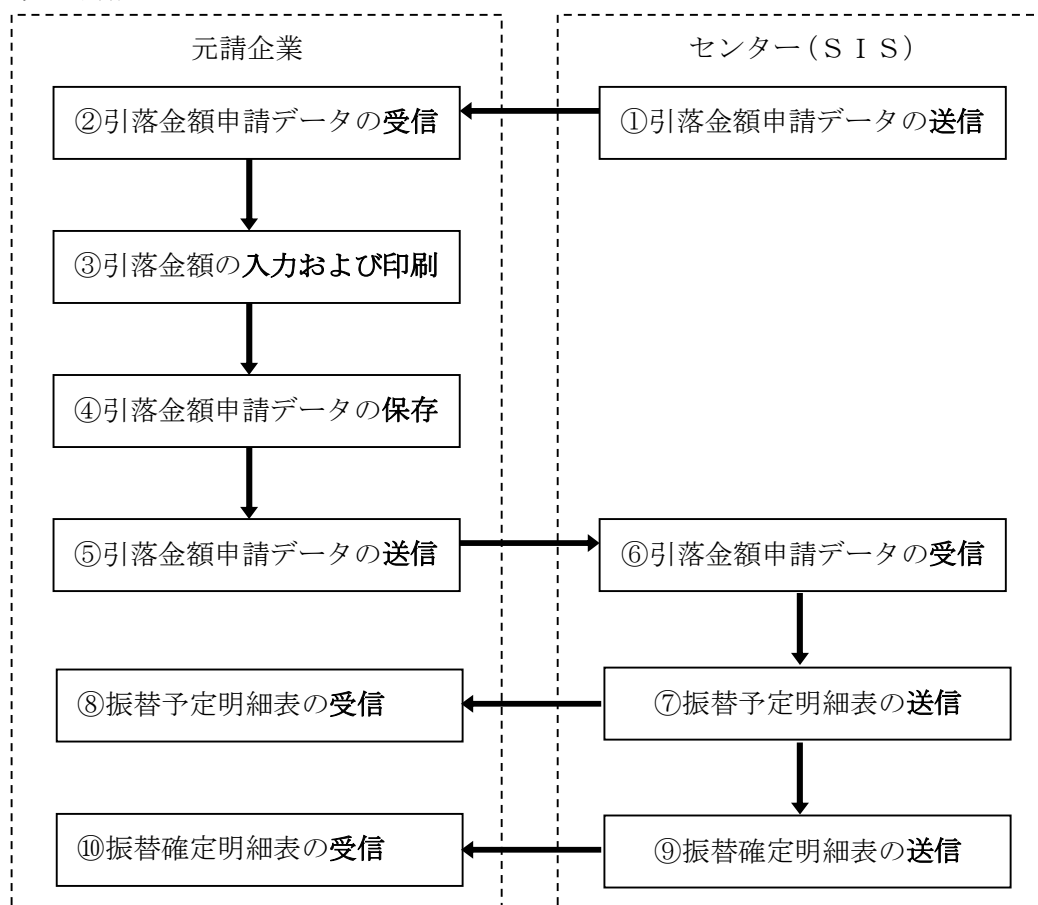 元請企業
センター(ＳＩＳ)
②引落金額申請データの受信
①引落金額申請データの送信
③引落金額の入力および印刷
④引落金額申請データの保存
⑤引落金額申請データの送信
⑥引落金額申請データの受信
⑧振替予定明細表の受信
⑦振替予定明細表の送信
⑩振替確定明細表の受信
⑨振替確定明細表の送信